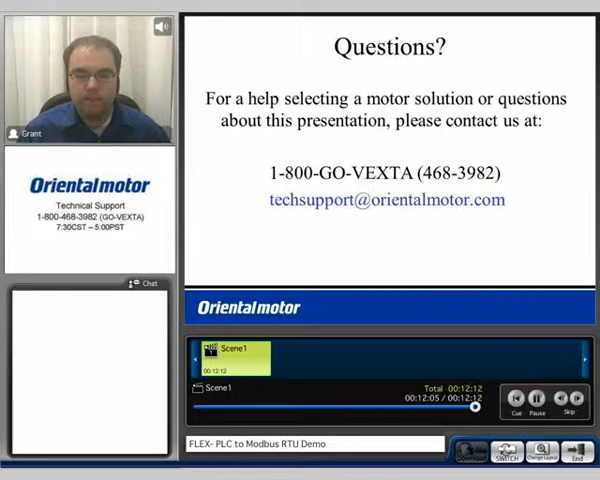 Grant
Orientalmotor
Technical Support
1-800-468-3982 (GO-VEXTA)
7:30CST – 5:00PST
Chat
Questions?
For a help selecting a motor solution or questions
about this presentation, please contact us at:
1-800-GO-VEXTA (468-3982)
techsupport@orientalmotor.com
Orientalmotor
Scene1
00:12:12
Scene1
Total 00:12:12
00:12:05 / 00:12:12
Cue Pause Skip
FLEX- PLC to Modbus RTU Demo
Download SWITCH Change Layout End